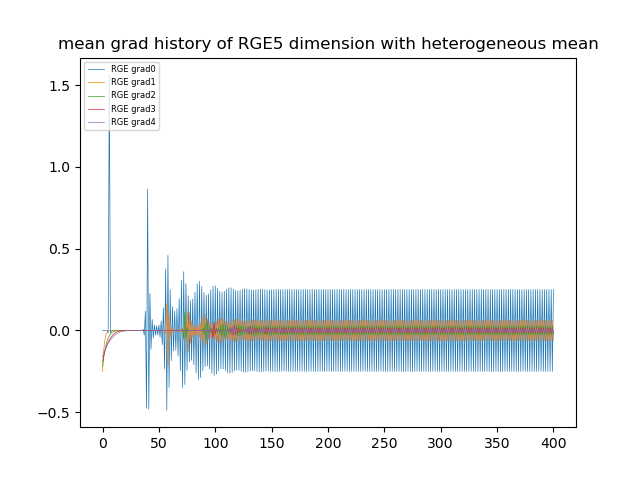 mean grad history of RGE5 dimension with heterogeneous mean
RGE grad0
RGE grad1
RGE grad2
RGE grad3
RGE grad4
1.5
1.0
0.5
0.0
−0.5
0 50 100 150 200 250 300 350 400